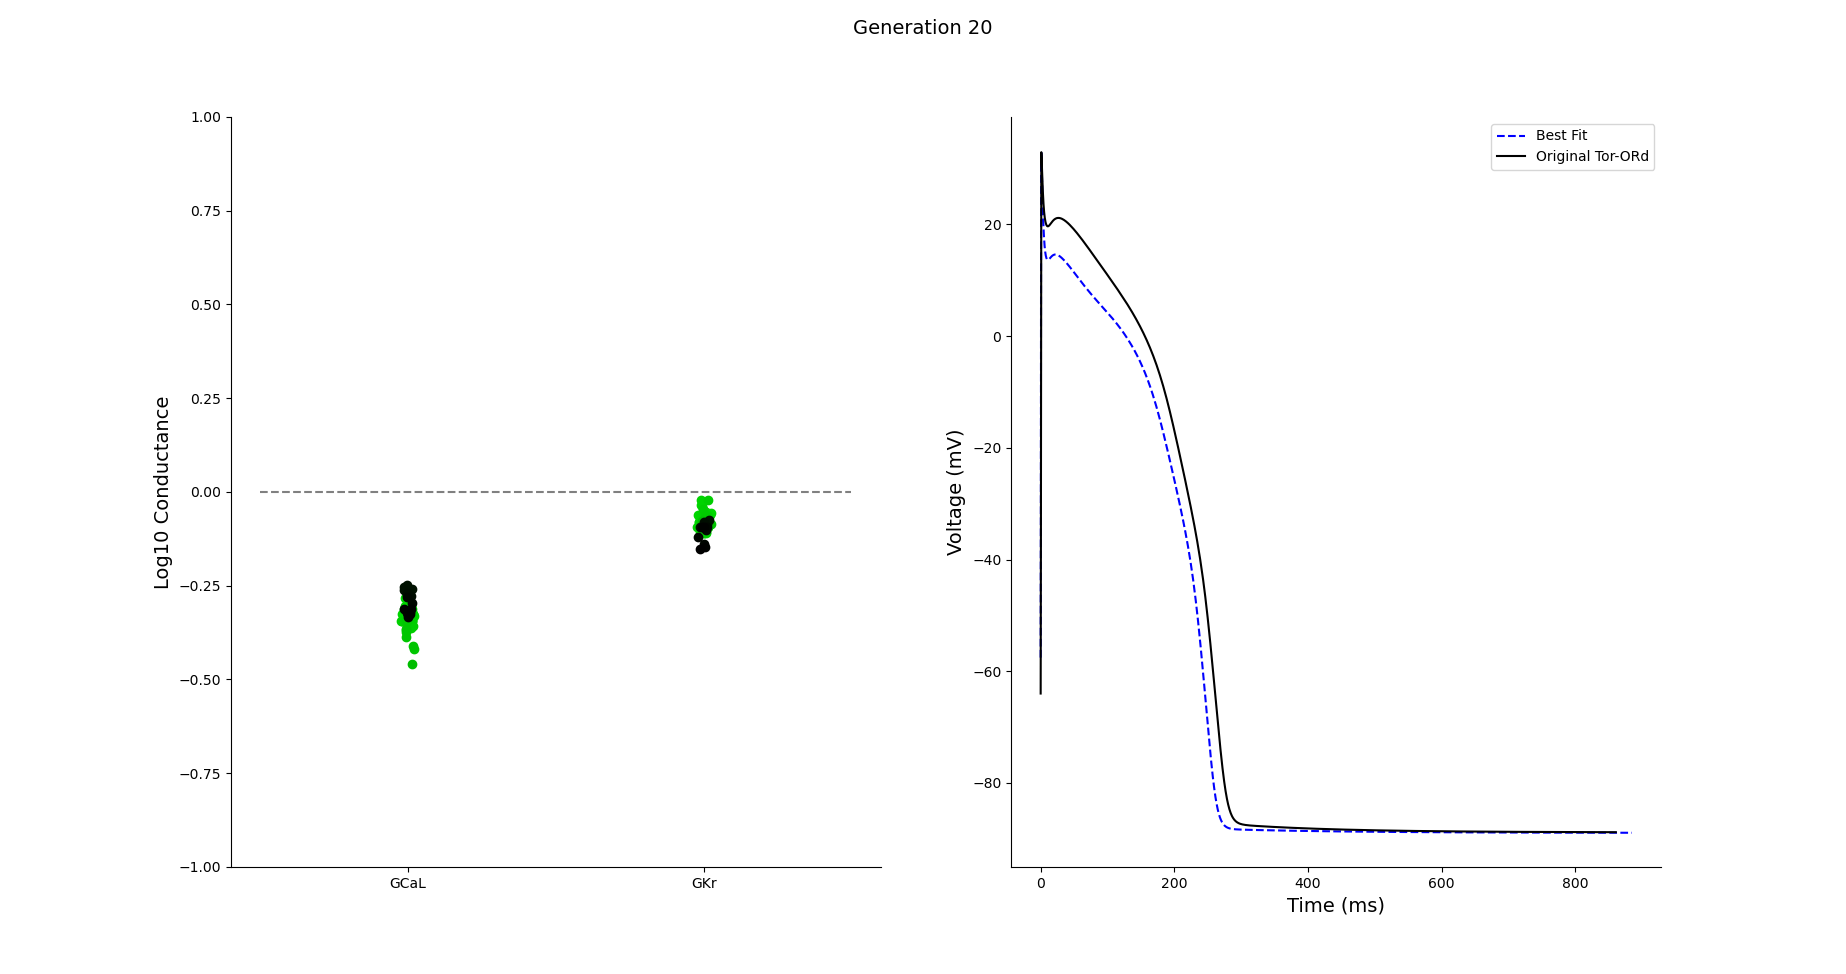 Generation 20
1.00
0.75
0.50
0.25
0.00
−0.25
−0.50
−0.75
−1.00
Log10 Conductance
GCaL
GKr
Best Fit
Original Tor-ORd
20
0
−20
−40
−60
−80
Voltage (mV)
0
200
400
600
800
Time (ms)